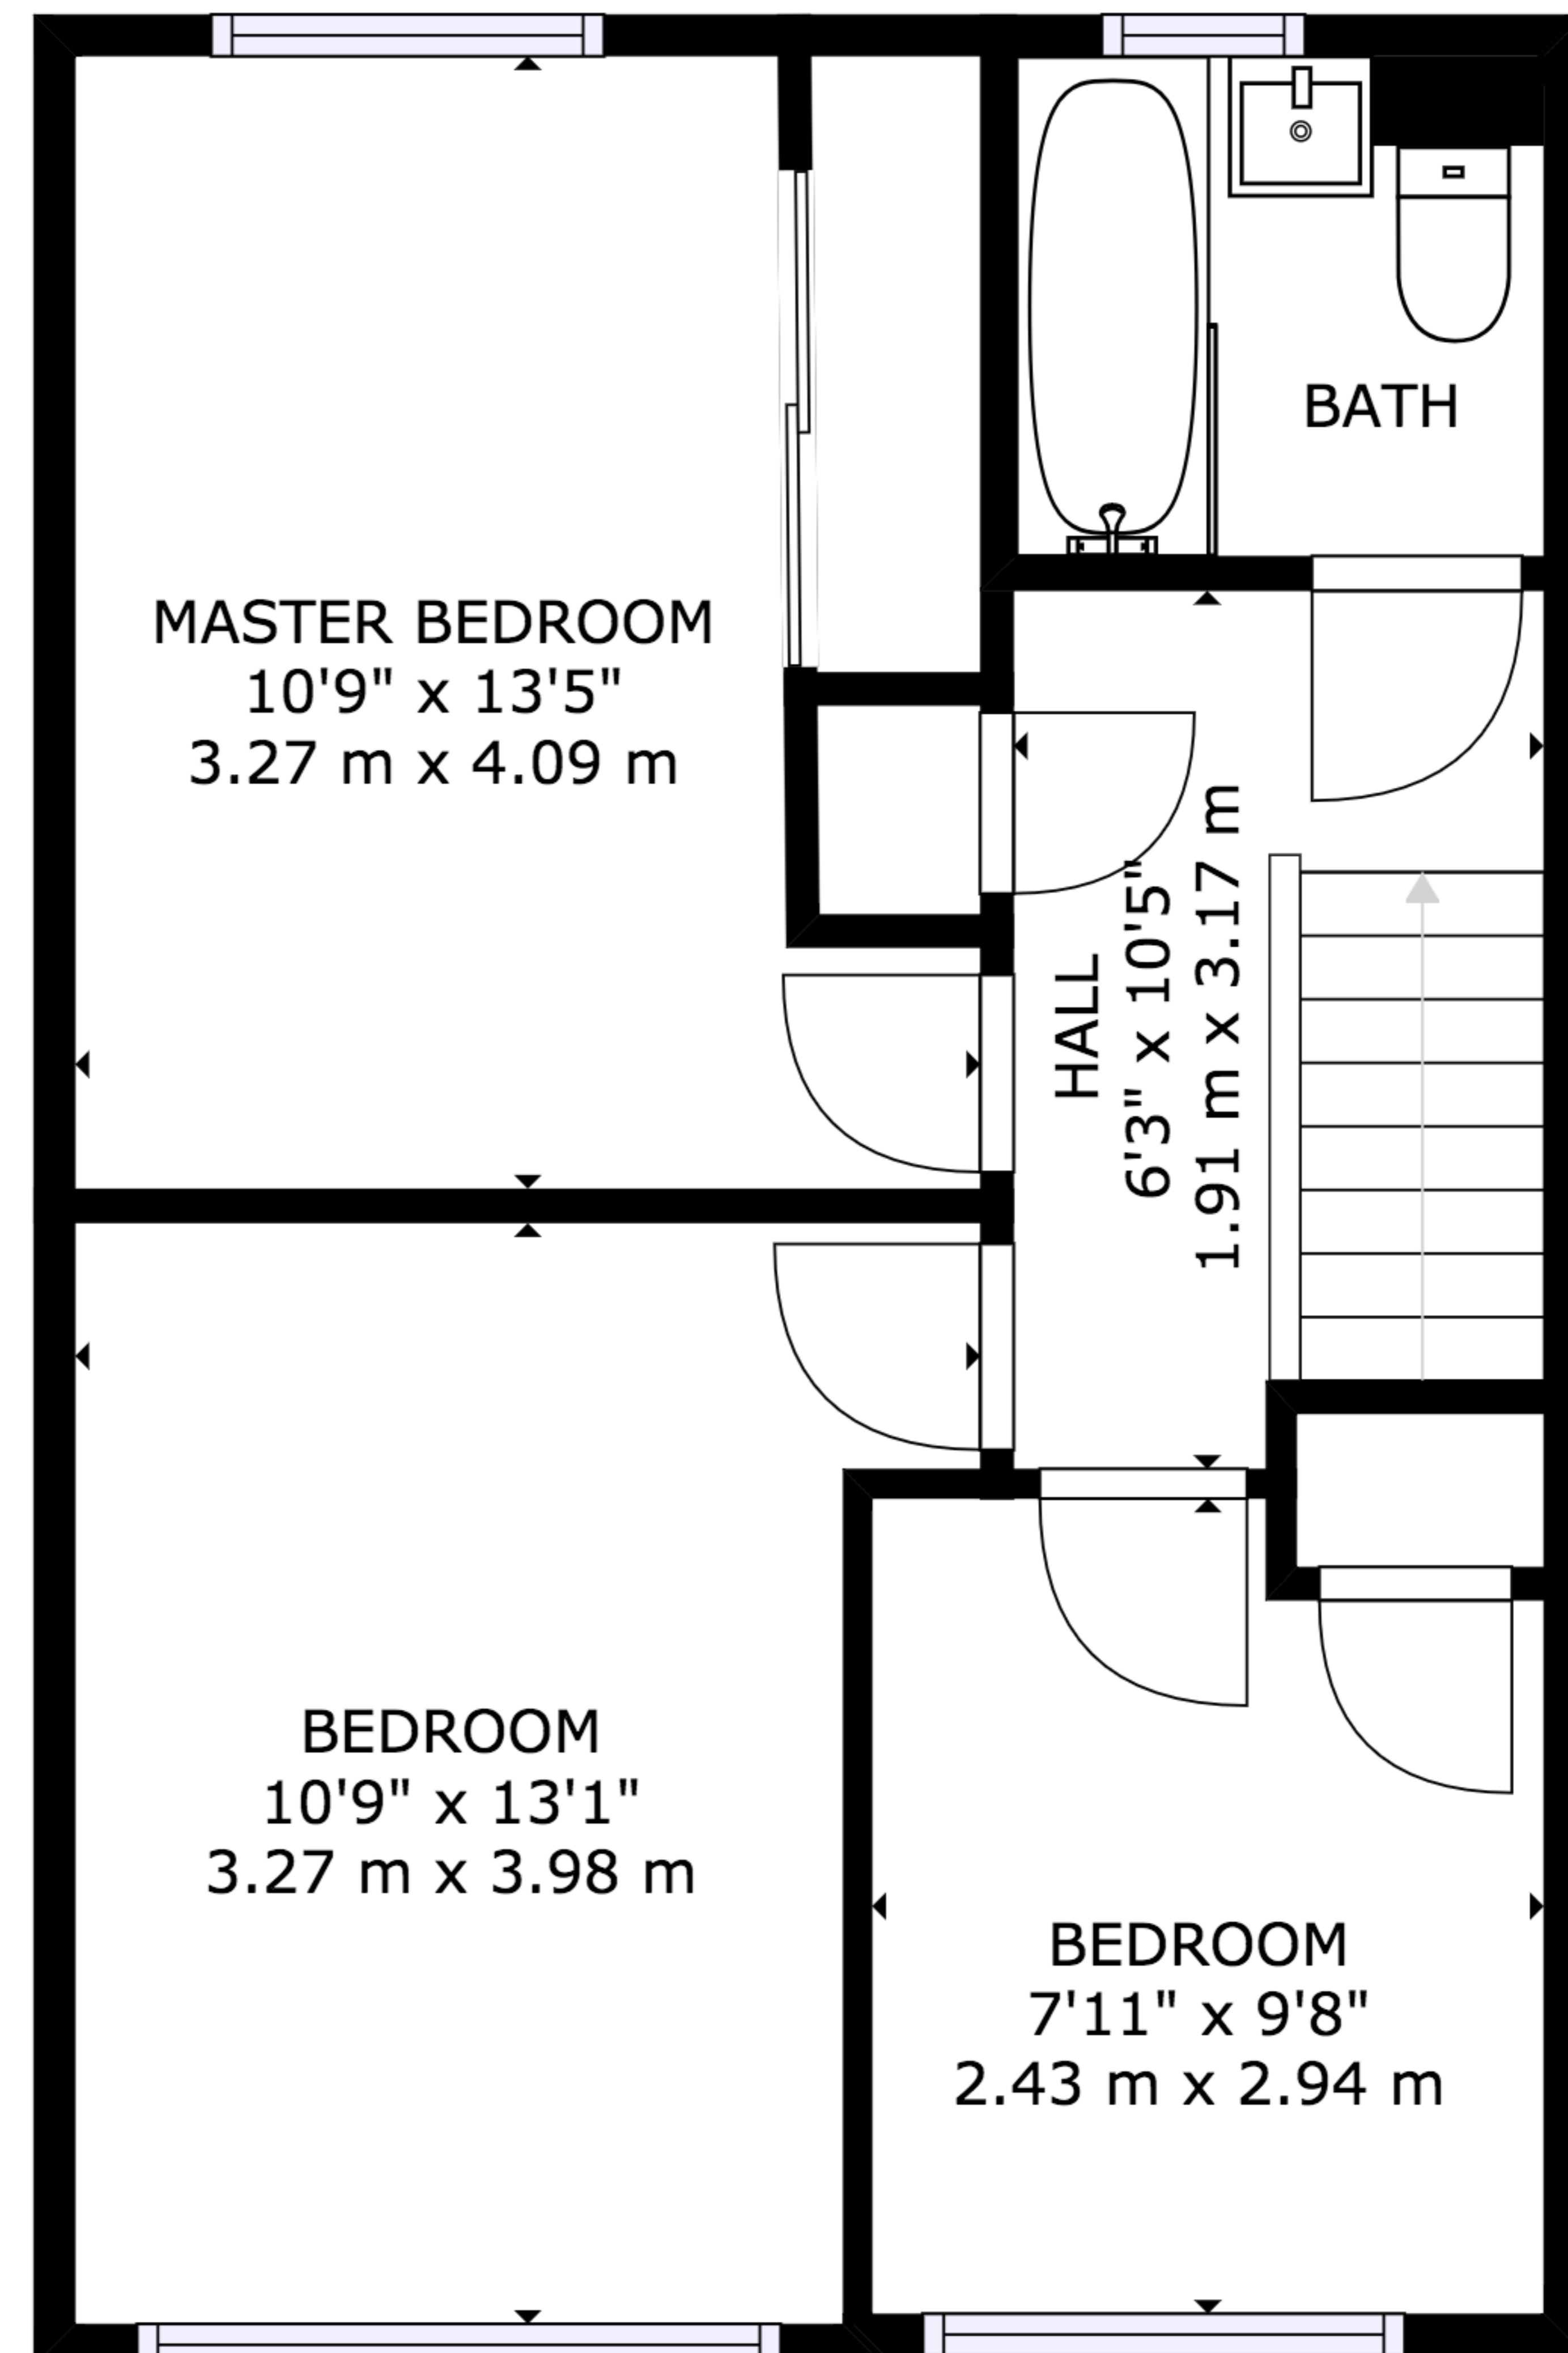 BATH
MASTER BEDROOM
10'9" x 13'5"
3.27 m x 4.09 m
HALL
6'3" x 10'5"
1.91 m x 3.17 m
BEDROOM
10'9" x 13'1"
3.27 m x 3.98 m
BEDROOM
7'11" x 9'8"
2.43 m x 2.94 m